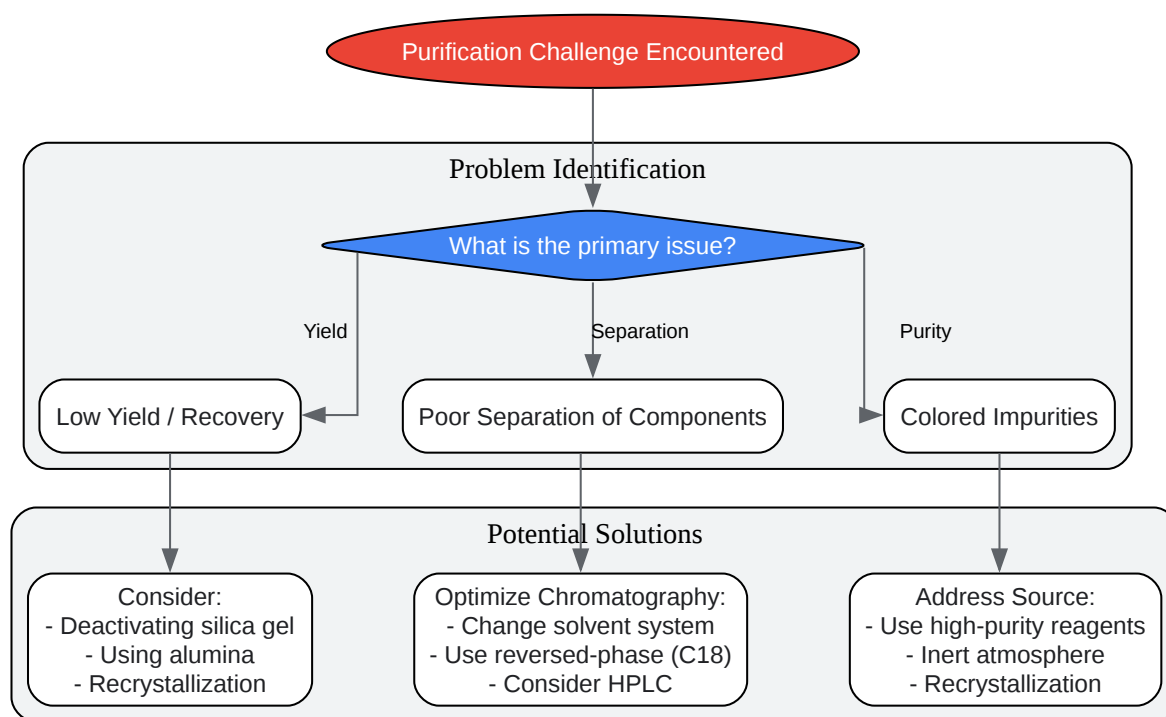 Purification Challenge Encountered
Problem Identification
What is the primary issue?
Yield
Separation
Purity
Low Yield / Recovery
Poor Separation of Components
Colored Impurities
Potential Solutions
Consider:
- Deactivating silica gel
- Using alumina
- Recrystallization
Optimize Chromatography:
- Change solvent system
- Use reversed-phase (C18)
- Consider HPLC
Address Source:
- Use high-purity reagents
- Inert atmosphere
- Recrystallization